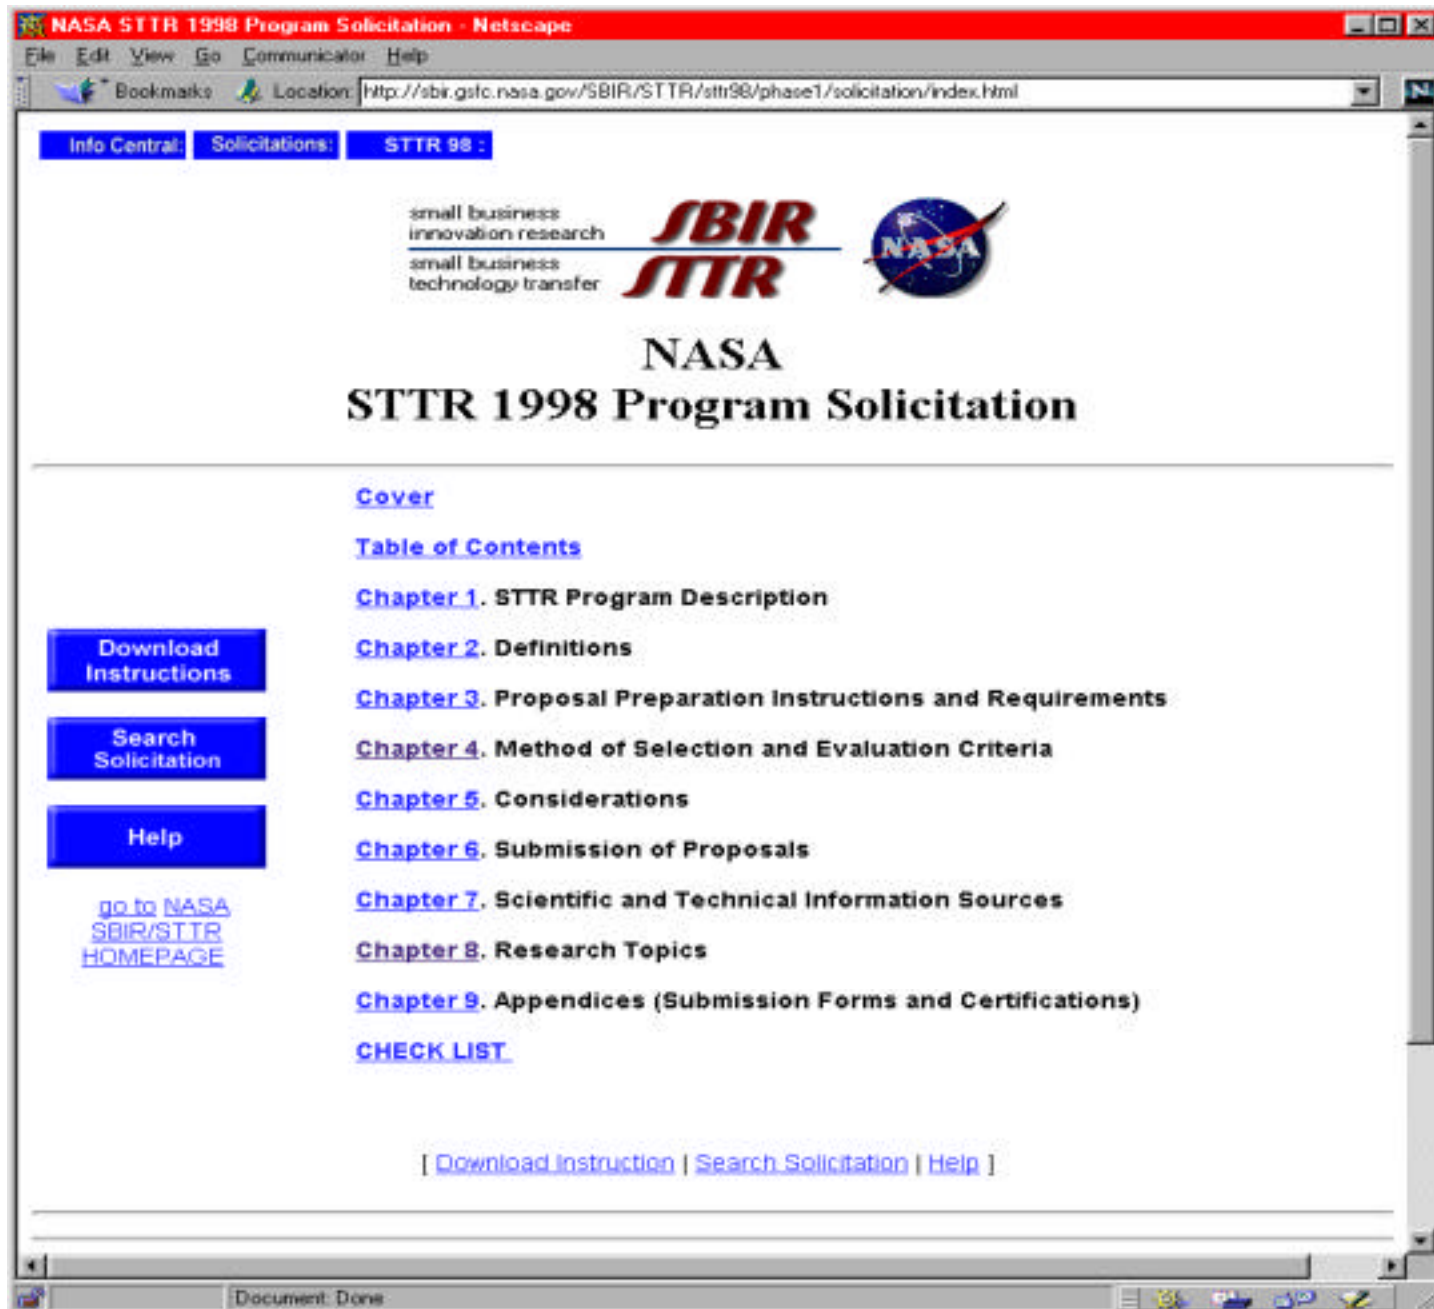 NASA STTR 1998 Program Solicitation - Netscape
File Edit View Go Communicator Help
Bookmarks Location: http://sbir.gsfc.nasa.gov/SBIR/STTR/sttr98/phase1/solicitation/index.html
N
Info Central: Solicitations: STTR 98 :
small business
innovation research
SBIR
small business
technology transfer
STTR
NASA
NASA
STTR 1998 Program Solicitation
Cover
Table of Contents
Chapter 1. STTR Program Description
Chapter 2. Definitions
Chapter 3. Proposal Preparation Instructions and Requirements
Chapter 4. Method of Selection and Evaluation Criteria
Chapter 5. Considerations
Chapter 6. Submission of Proposals
Chapter 7. Scientific and Technical Information Sources
Chapter 8. Research Topics
Chapter 9. Appendices (Submission Forms and Certifications)
CHECK LIST
Download
Instructions
Search
Solicitation
Help
go to NASA
SBIR/STTR
HOMEPAGE
[ Download Instruction | Search Solicitation | Help ]
Document: Done